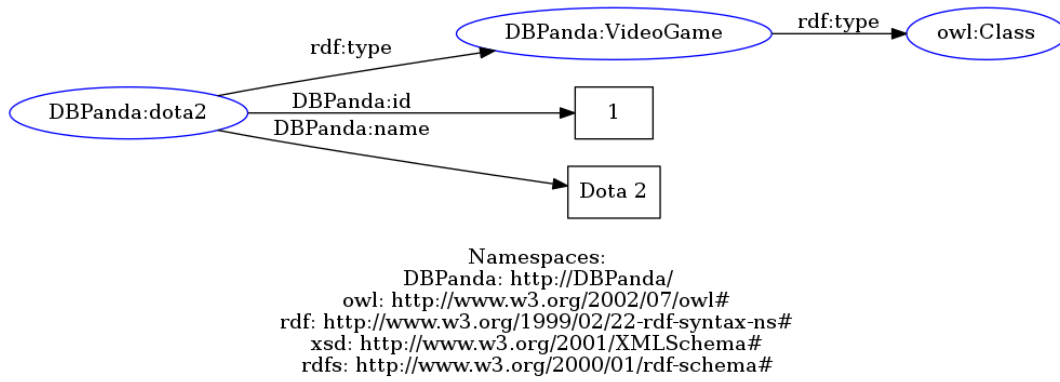 DBPanda:VideoGame
rdf:type
owl:Class
rdf:type
DBPanda:dota2
DBPanda:id
1
DBPanda:name
Dota 2
Namespaces:
DBPanda: http://DBPanda/
owl: http://www.w3.org/2002/07/owl#
rdf: http://www.w3.org/1999/02/22-rdf-syntax-ns#
xsd: http://www.w3.org/2001/XMLSchema#
rdfs: http://www.w3.org/2000/01/rdf-schema#